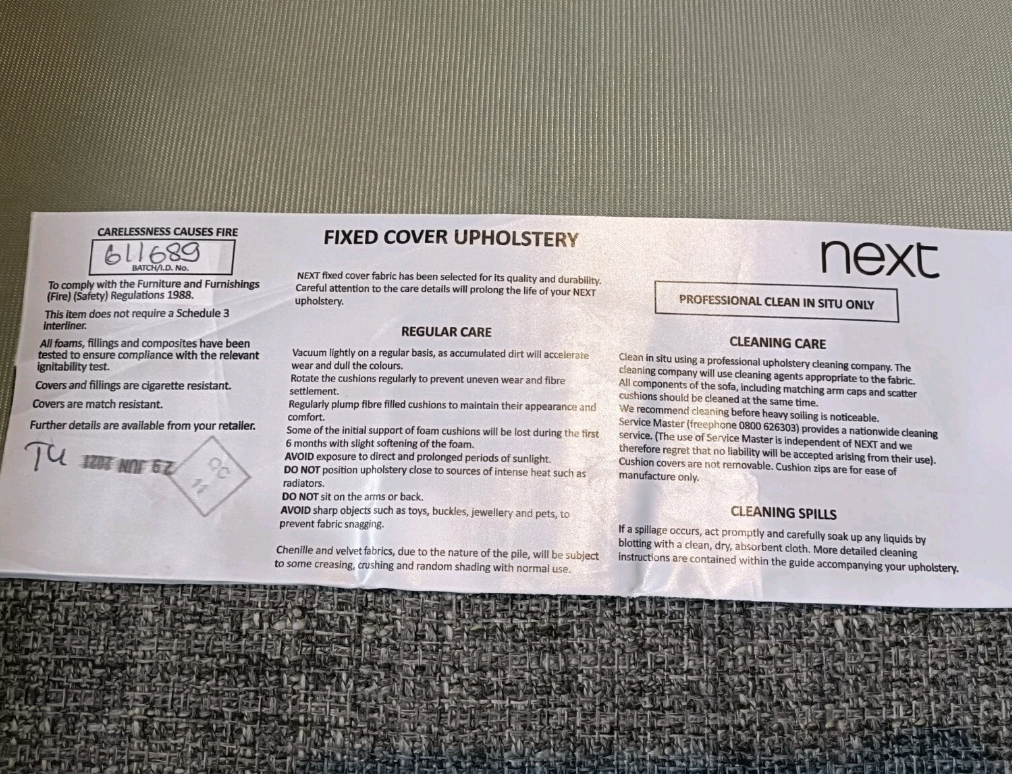 CARELESSNESS CAUSES FIRE
611689
BATCH/I.D. No.
To comply with the Furniture and Furnishings
(Fire) (Safety) Regulations 1988.
This item does not require a Schedule 3
interliner.
All foams, fillings and composites have been
tested to ensure compliance with the relevant
ignitability test.
Covers and fillings are cigarette resistant.
Covers are match resistant.
Further details are available from your retailer.
TU
29 JUN 2021
QC
14
FIXED COVER UPHOLSTERY
NEXT fixed cover fabric has been selected for its quality and durability.
Careful attention to the care details will prolong the life of your NEXT
upholstery.
REGULAR CARE
Vacuum lightly on a regular basis, as accumulated dirt will accelerate
wear and dull the colours.
Rotate the cushions regularly to prevent uneven wear and fibre
settlement.
Regularly plump fibre filled cushions to maintain their appearance and
comfort.
Some of the initial support of foam cushions will be lost during the first
6 months with slight softening of the foam.
AVOID exposure to direct and prolonged periods of sunlight.
DO NOT position upholstery close to sources of intense heat such as
radiators.
DO NOT sit on the arms or back.
AVOID sharp objects such as toys, buckles, jewellery and pets, to
prevent fabric snagging.
Chenille and velvet fabrics, due to the nature of the pile, will be subject
to some creasing, crushing and random shading with normal use.
next
PROFESSIONAL CLEAN IN SITU ONLY
CLEANING CARE
Clean in situ using a professional upholstery cleaning company. The
cleaning company will use cleaning agents appropriate to the fabric.
All components of the sofa, including matching arm caps and scatter
cushions should be cleaned at the same time.
We recommend cleaning before heavy soiling is noticeable.
Service Master (freephone 0800 626303) provides a nationwide cleaning
service. (The use of Service Master is independent of NEXT and we
therefore regret that no liability will be accepted arising from their use).
Cushion covers are not removable. Cushion zips are for ease of
manufacture only.
CLEANING SPILLS
If a spillage occurs, act promptly and carefully soak up any liquids by
blotting with a clean, dry, absorbent cloth. More detailed cleaning
instructions are contained within the guide accompanying your upholstery.